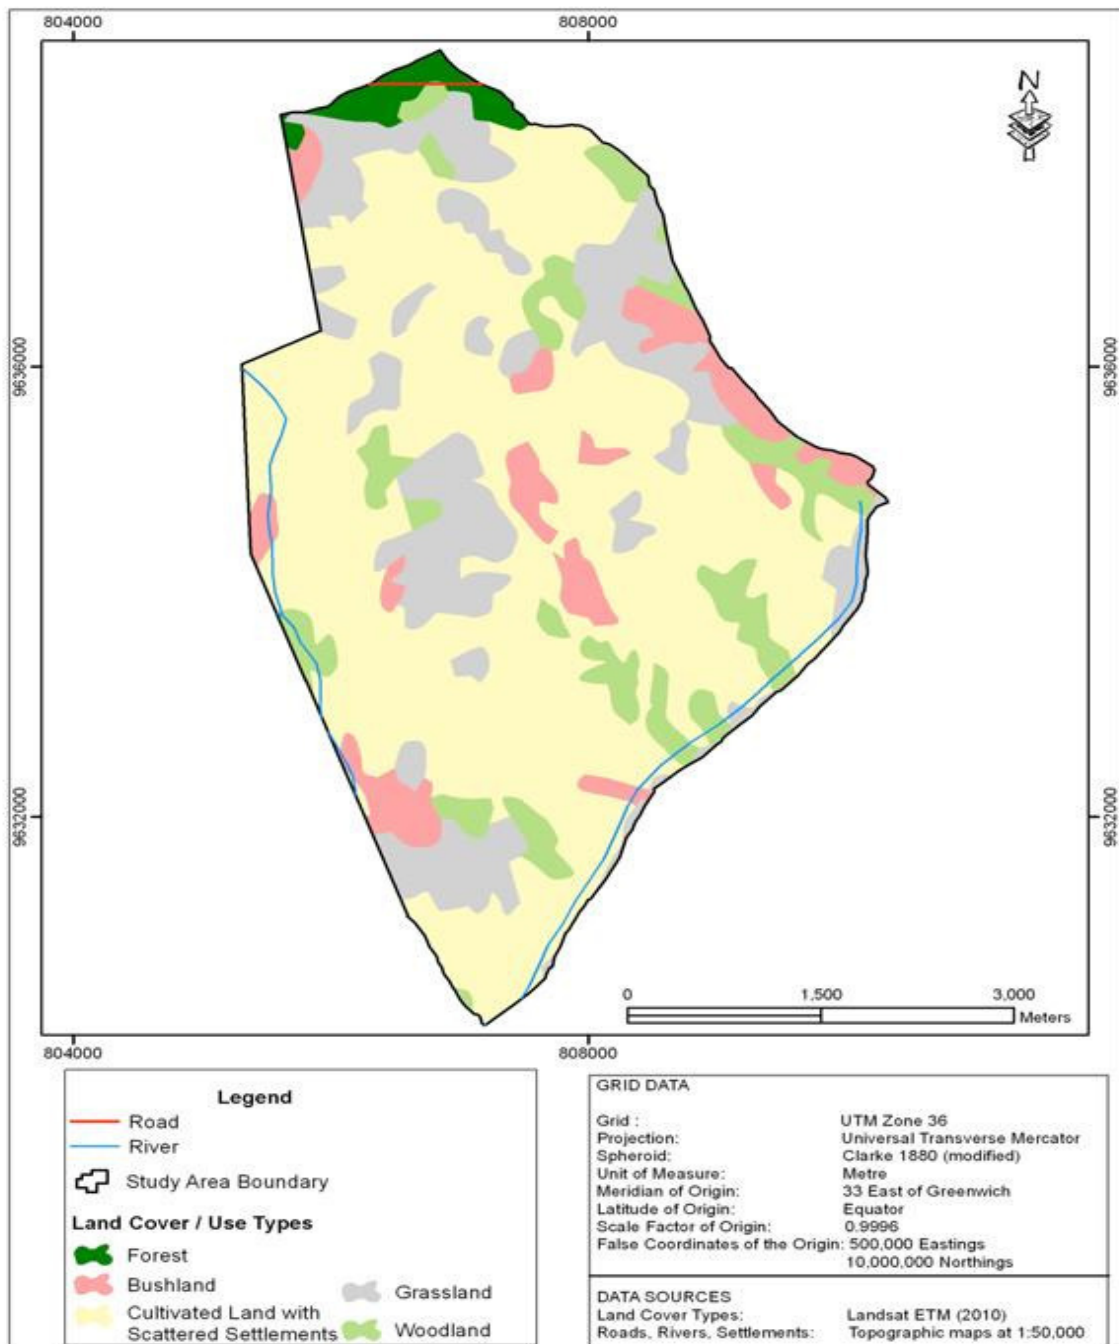 804000 808000
N
9636000 9636000
9632000 9632000
0 1,500 3,000
Meters
804000 808000
Legend
Road
River
Study Area Boundary
Land Cover / Use Types
Forest
Bushland
Cultivated Land with
Scattered Settlements
Grassland
Woodland
GRID DATA
Grid : UTM Zone 36
Projection: Universal Transverse Mercator
Spheroid: Clarke 1880 (modified)
Unit of Measure: Metre
Meridian of Origin: 33 East of Greenwich
Latitude of Origin: Equator
Scale Factor of Origin: 0.9996
False Coordinates of the Origin: 500,000 Eastings
10,000,000 Northings
DATA SOURCES
Land Cover Types: Landsat ETM (2010)
Roads, Rivers, Settlements: Topographic maps at 1:50,000